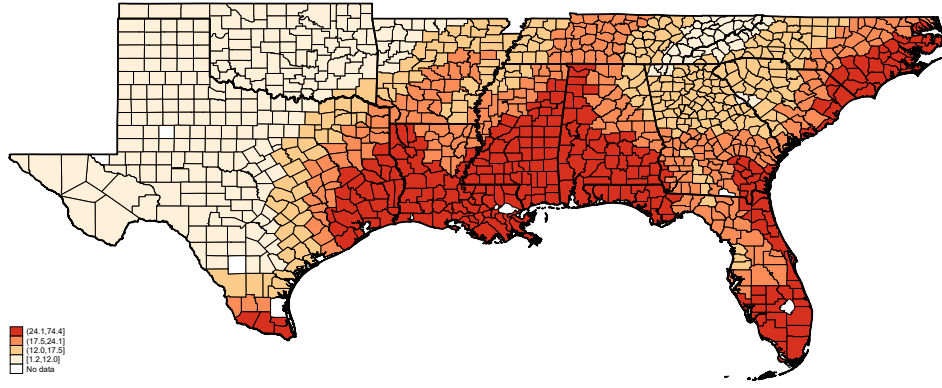 (24.1,74.4]
(17.5,24.1]
(12.0,17.5]
[1.2,12.0]
No data